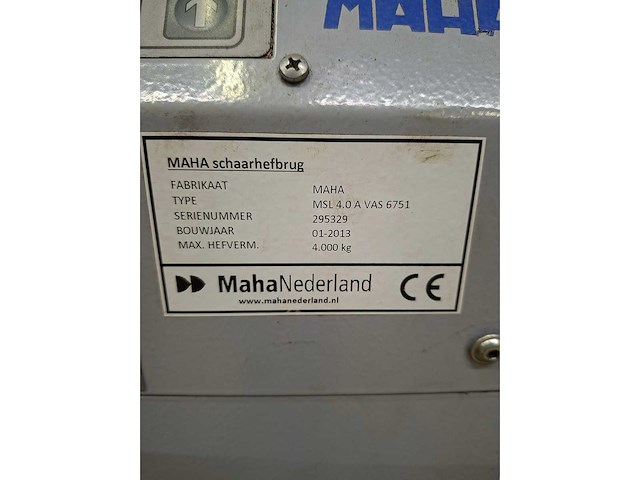 1
MAHA
MAHA schaarhefbrug
FABRIKAAT MAHA
TYPE MSL 4.0 A VAS 6751
SERIENUMMER 295329
BOUWJAAR 01-2013
MAX. HEFVERM. 4.000 kg
MahaNederland
www.mahanederland.nl
CE